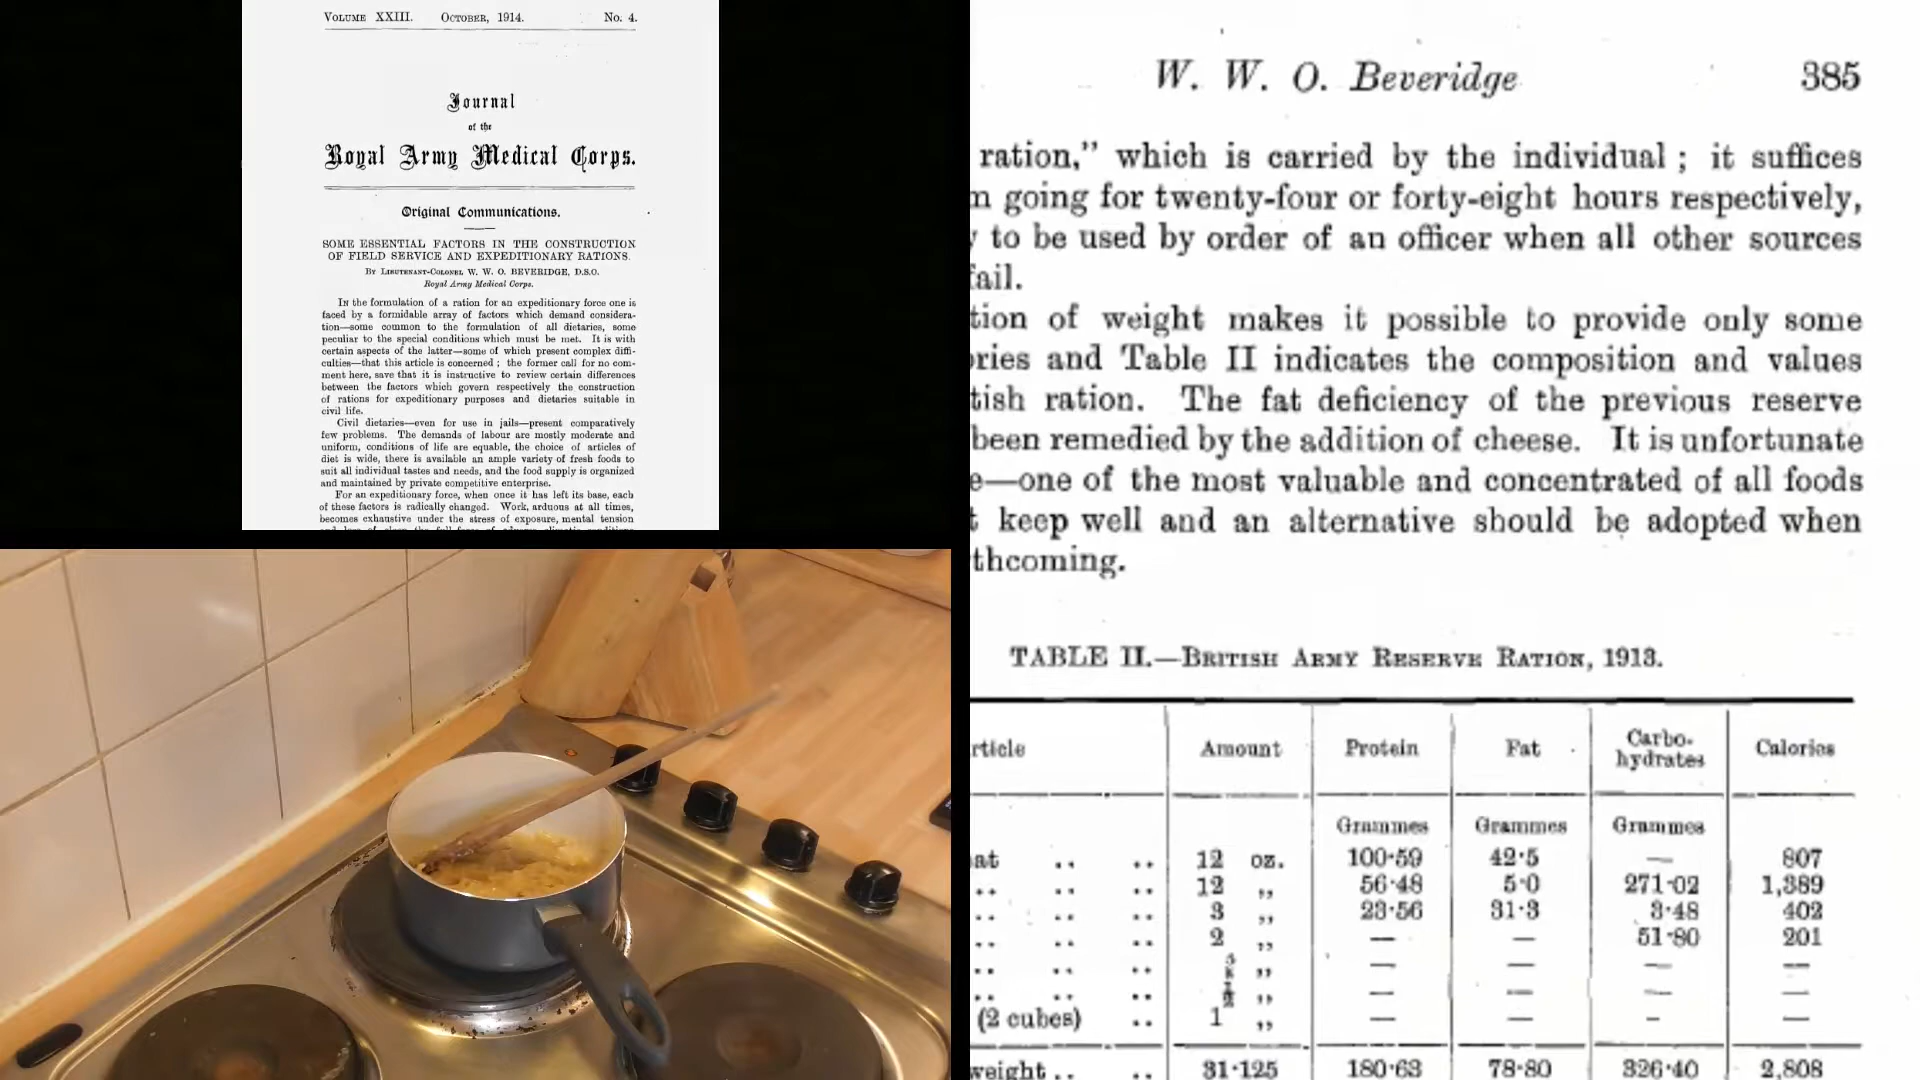 VOLUME XXIII. OCTOBER, 1914. No. 4.
Journal
of the
Royal Army Medical Corps.
Original Communications.
SOME ESSENTIAL FACTORS IN THE CONSTRUCTION
OF FIELD SERVICE AND EXPEDITIONARY RATIONS.
BY LIEUTENANT-COLONEL W. W. O. BEVERIDGE, D.S.O.
Royal Army Medical Corps.
IN the formulation of a ration for an expeditionary force one is
faced by a formidable array of factors which demand considera-
tion—some common to the formulation of all dietaries, some
peculiar to the special conditions which must be met. It is with
certain aspects of the latter—some of which present complex diffi-
culties—that this article is concerned; the former call for no com-
ment here, save that it is instructive to review certain differences
between the factors which govern respectively the construction
of rations for expeditionary purposes and dietaries suitable in
civil life.
Civil dietaries—even for use in jails—present comparatively
few problems. The demands of labour are mostly moderate and
uniform, conditions of life are equable, the choice of articles of
diet is wide, there is available an ample variety of fresh foods to
suit all individual tastes and needs, and the food supply is organized
and maintained by private competitive enterprise.
For an expeditionary force, when once it has left its base, each
of these factors is radically changed. Work, arduous at all times,
becomes exhaustive under the stress of exposure, mental tension
W. W. O. Beveridge 385
ration,” which is carried by the individual; it suffices
n going for twenty-four or forty-eight hours respectively,
to be used by order of an officer when all other sources
fail.
tion of weight makes it possible to provide only some
ries and Table II indicates the composition and values
tish ration. The fat deficiency of the previous reserve
been remedied by the addition of cheese. It is unfortunate
e—one of the most valuable and concentrated of all foods
t keep well and an alternative should be adopted when
thcoming.
TABLE II.—BRITISH ARMY RESERVE RATION, 1913.
rticle Amount Protein Fat Carbo-hydrates Calories
Grammes Grammes Grammes
at .. .. 12 oz. 100·59 42·5 — 807
.. .. 12 ,, 56·48 5·0 271·02 1,389
.. .. 3 ,, 23·56 31·3 3·48 402
.. .. 2 ,, — — 51·80 201
.. .. ,, — — — —
.. .. ,, — — — —
(2 cubes) .. 1 ,, — — - —
weight .. .. 31·125 180·63 78·80 326·40 2,808